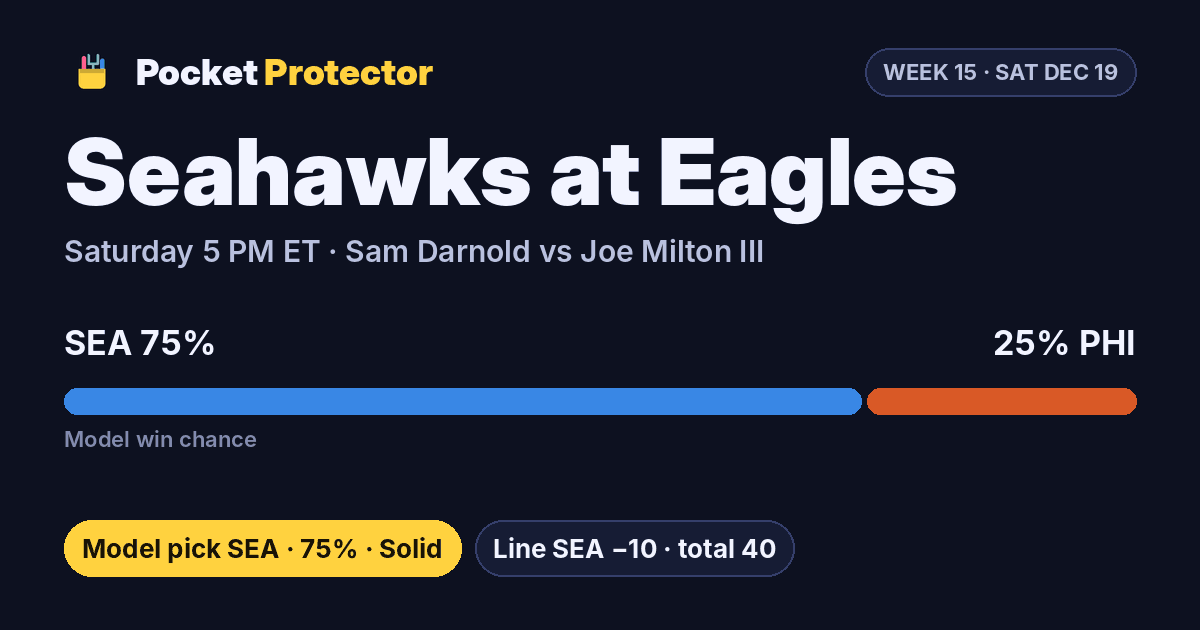 Pocket Protector
WEEK 15 · SAT DEC 19
Seahawks at Eagles
Saturday 5 PM ET · Sam Darnold vs Joe Milton III
SEA 75%
25% PHI
Model win chance
Model pick SEA · 75% · Solid
Line SEA −10 · total 40